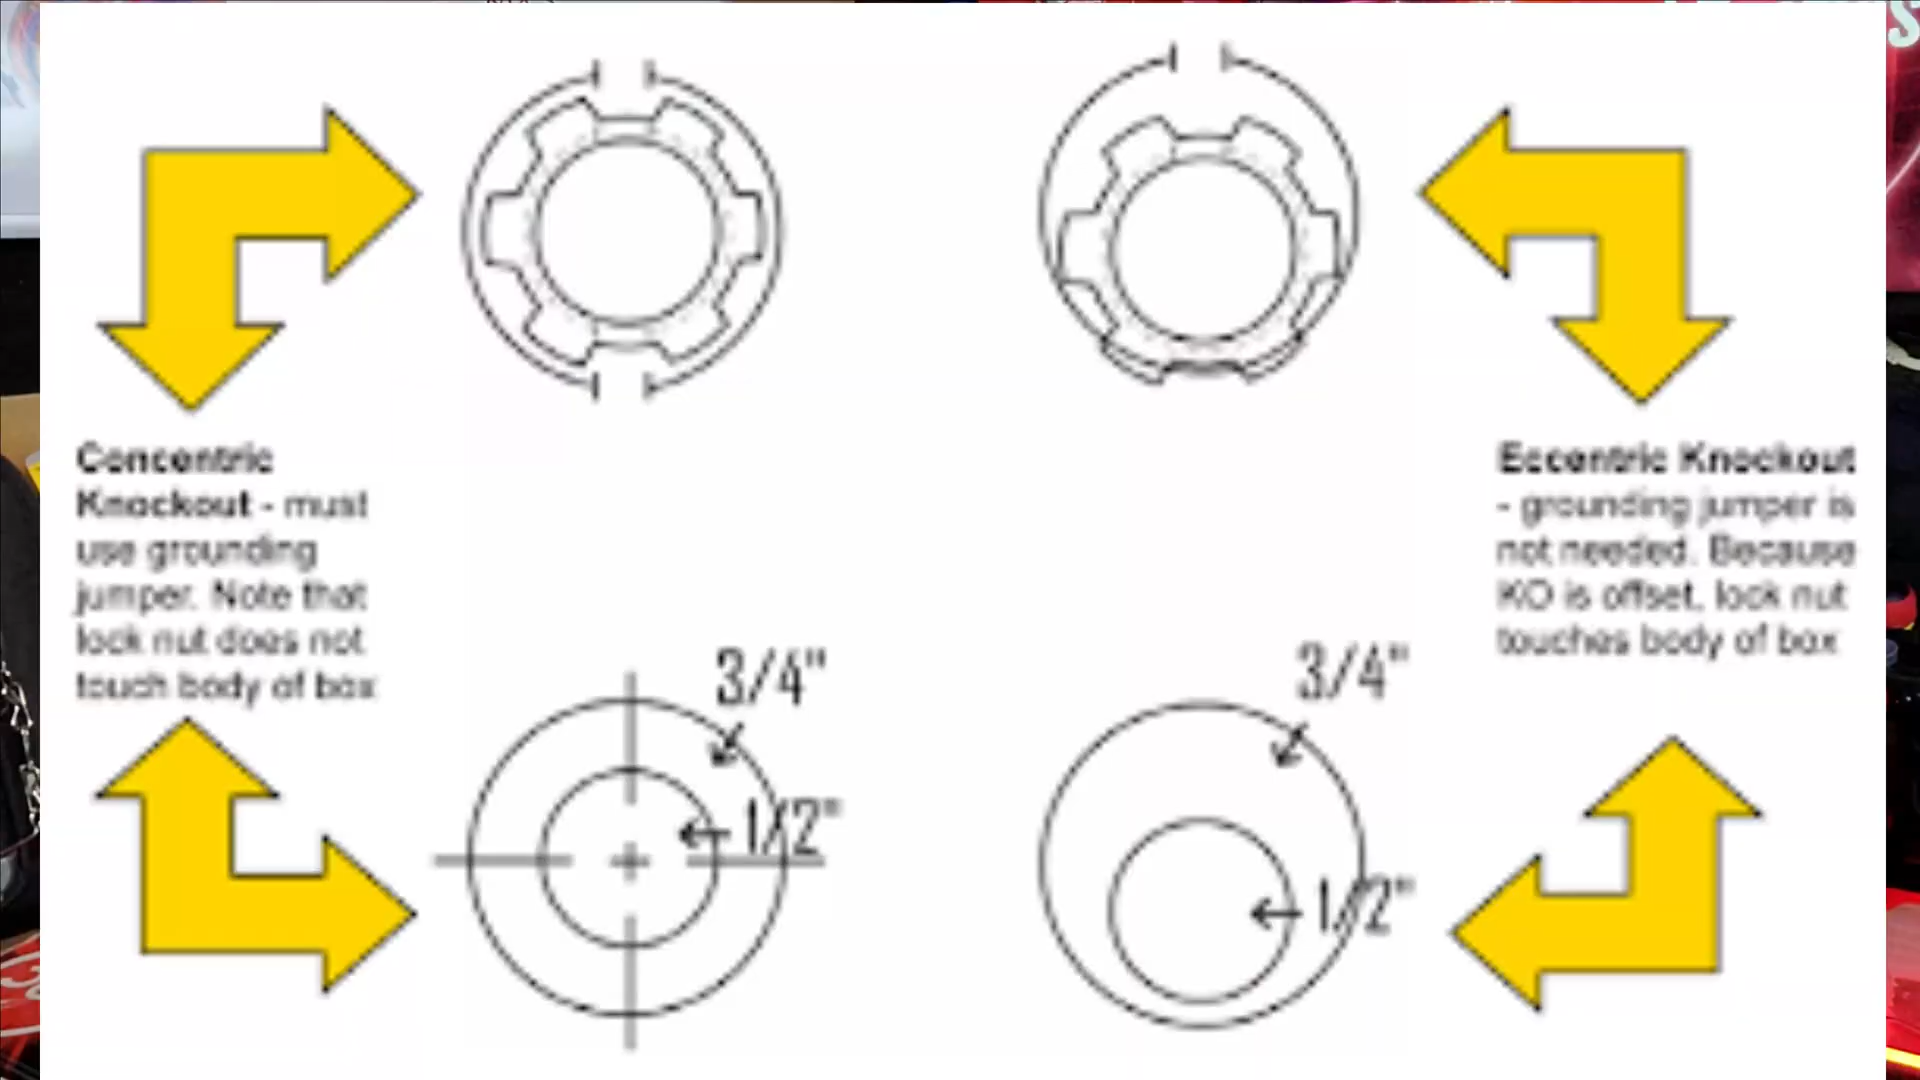 Concentric
Knockout - must
use grounding
jumper. Note that
lock nut does not
touch body of box
Eccentric Knockout
- grounding jumper is
not needed. Because
KO is offset, lock nut
touches body of box
3/4"
1/2"
3/4"
1/2"